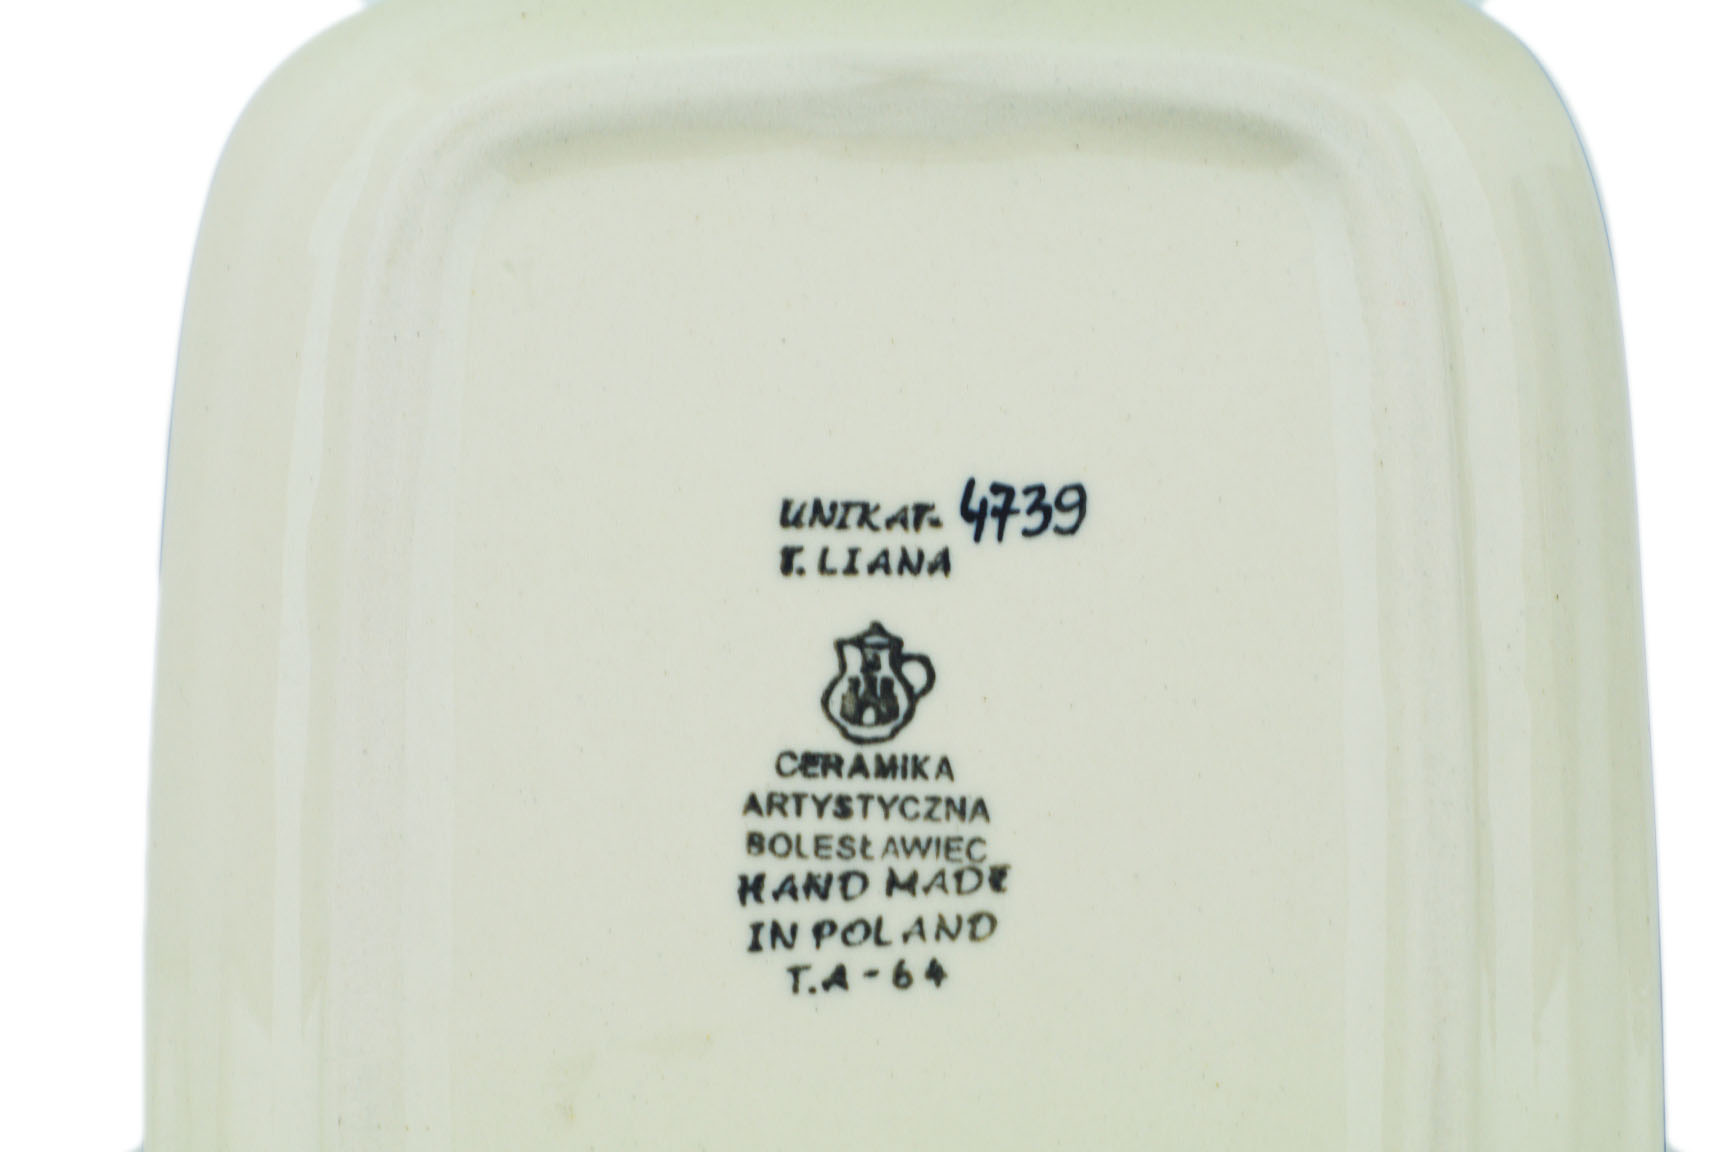 UNIKAT- 4739
T. LIANA
CERAMIKA
ARTYSTYCZNA
BOLESŁAWIEC
HAND MADE
IN POLAND
T.A-64